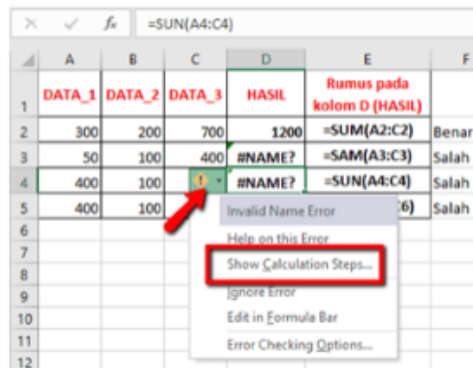 =SUN(A4:C4)
A B C D E F
1 DATA_1 DATA_2 DATA_3 HASIL Rumus pada
kolom D (HASIL)
2 300 200 700 1200 =SUM(A2:C2) Benar
3 50 100 400 #NAME? =SAM(A3:C3) Salah
4 400 100 #NAME? =SUN(A4:C4) Salah
5 400 100 :6) Salah
Invalid Name Error
6
Help on this Error
7
Show Calculation Steps...
8
9
Ignore Error
10
Edit in Formula Bar
11
Error Checking Options...
12